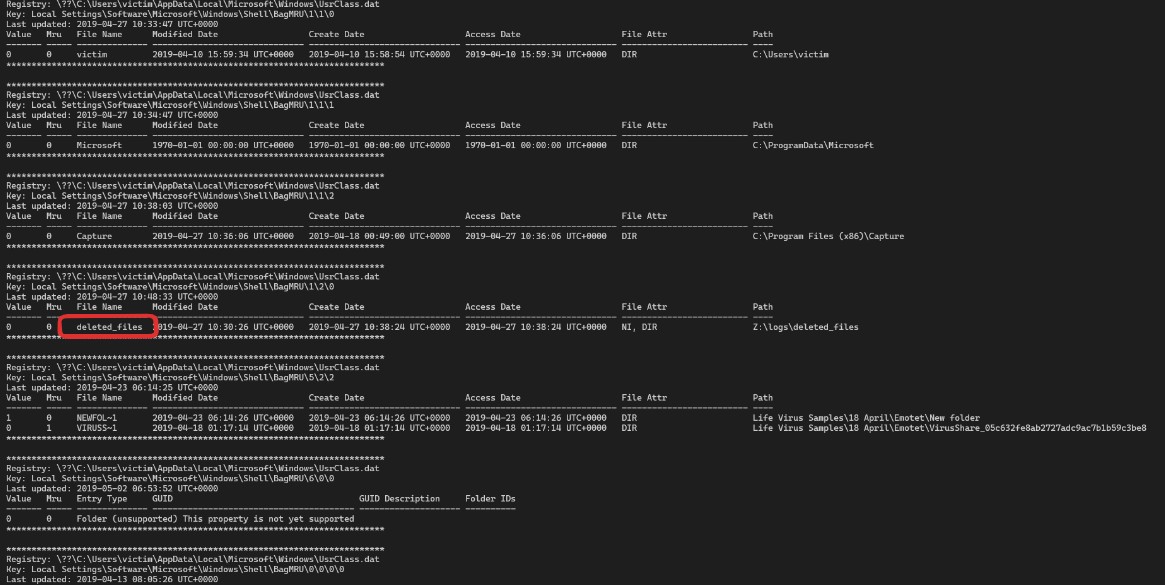 Registry: \??\C:\Users\victim\AppData\Local\Microsoft\Windows\UsrClass.dat
Key: Local Settings\Software\Microsoft\Windows\Shell\BagMRU\1\1\0
Last updated: 2019-04-27 10:33:47 UTC+0000
Value Mru File Name Modified Date Create Date Access Date File Attr Path
------- ----- -------------- ------------------------------ ------------------------------ ------------------------------ ------------------------- ----
0 0 victim 2019-04-10 15:59:34 UTC+0000 2019-04-10 15:58:54 UTC+0000 2019-04-10 15:59:34 UTC+0000 DIR C:\Users\victim
***************************************************************************
***************************************************************************
Registry: \??\C:\Users\victim\AppData\Local\Microsoft\Windows\UsrClass.dat
Key: Local Settings\Software\Microsoft\Windows\Shell\BagMRU\1\1\1
Last updated: 2019-04-27 10:34:47 UTC+0000
Value Mru File Name Modified Date Create Date Access Date File Attr Path
------- ----- -------------- ------------------------------ ------------------------------ ------------------------------ ------------------------- ----
0 0 Microsoft 1970-01-01 00:00:00 UTC+0000 1970-01-01 00:00:00 UTC+0000 1970-01-01 00:00:00 UTC+0000 DIR C:\ProgramData\Microsoft
***************************************************************************
***************************************************************************
Registry: \??\C:\Users\victim\AppData\Local\Microsoft\Windows\UsrClass.dat
Key: Local Settings\Software\Microsoft\Windows\Shell\BagMRU\1\1\2
Last updated: 2019-04-27 10:38:03 UTC+0000
Value Mru File Name Modified Date Create Date Access Date File Attr Path
------- ----- -------------- ------------------------------ ------------------------------ ------------------------------ ------------------------- ----
0 0 Capture 2019-04-27 10:36:06 UTC+0000 2019-04-18 00:49:00 UTC+0000 2019-04-27 10:36:06 UTC+0000 DIR C:\Program Files (x86)\Capture
***************************************************************************
***************************************************************************
Registry: \??\C:\Users\victim\AppData\Local\Microsoft\Windows\UsrClass.dat
Key: Local Settings\Software\Microsoft\Windows\Shell\BagMRU\1\2\0
Last updated: 2019-04-27 10:48:33 UTC+0000
Value Mru File Name Modified Date Create Date Access Date File Attr Path
------- ----- -------------- ------------------------------ ------------------------------ ------------------------------ ------------------------- ----
0 0 deleted_files 2019-04-27 10:30:26 UTC+0000 2019-04-27 10:38:24 UTC+0000 2019-04-27 10:38:24 UTC+0000 NI, DIR Z:\logs\deleted_files
***************************************************************************
***************************************************************************
Registry: \??\C:\Users\victim\AppData\Local\Microsoft\Windows\UsrClass.dat
Key: Local Settings\Software\Microsoft\Windows\Shell\BagMRU\5\2\2
Last updated: 2019-04-23 06:14:25 UTC+0000
Value Mru File Name Modified Date Create Date Access Date File Attr Path
------- ----- -------------- ------------------------------ ------------------------------ ------------------------------ ------------------------- ----
1 0 NEWFOL~1 2019-04-23 06:14:26 UTC+0000 2019-04-23 06:14:26 UTC+0000 2019-04-23 06:14:26 UTC+0000 DIR Life Virus Samples\18 April\Emotet\New folder
0 1 VIRUSS~1 2019-04-18 01:17:14 UTC+0000 2019-04-18 01:17:14 UTC+0000 2019-04-18 01:17:14 UTC+0000 DIR Life Virus Samples\18 April\Emotet\VirusShare_05c632fe8ab2727adc9ac7b1b59c3be8
***************************************************************************
***************************************************************************
Registry: \??\C:\Users\victim\AppData\Local\Microsoft\Windows\UsrClass.dat
Key: Local Settings\Software\Microsoft\Windows\Shell\BagMRU\6\0\0
Last updated: 2019-05-02 06:53:52 UTC+0000
Value Mru Entry Type GUID GUID Description Folder IDs
------- ----- -------------- ---------------------------------------- -------------------- ----------
0 0 Folder (unsupported) This property is not yet supported
***************************************************************************
***************************************************************************
Registry: \??\C:\Users\victim\AppData\Local\Microsoft\Windows\UsrClass.dat
Key: Local Settings\Software\Microsoft\Windows\Shell\BagMRU\0\0\0\0
Last updated: 2019-04-13 08:05:26 UTC+0000